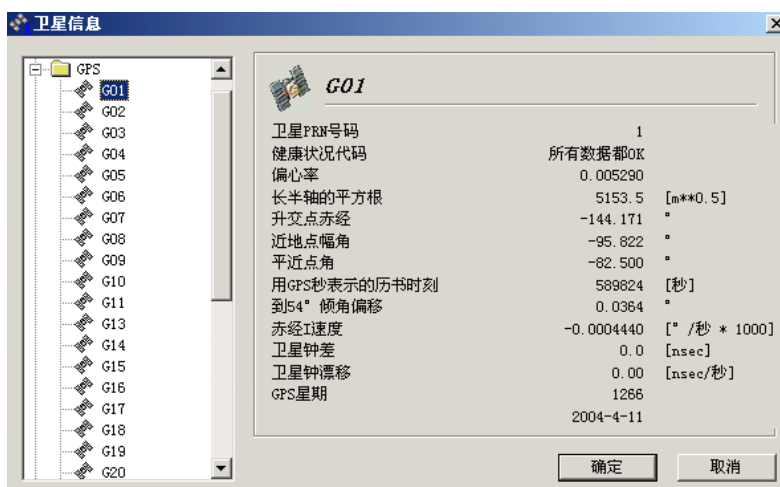 卫星信息
GPS
G01
G02
G03
G04
G05
G06
G07
G08
G09
G10
G11
G13
G14
G15
G16
G17
G18
G19
G20
G01
卫星PRN号码 1
健康状况代码 所有数据都OK
偏心率 0.005290
长半轴的平方根 5153.5 [m**0.5]
升交点赤经 -144.171 °
近地点幅角 -95.822 °
平近点角 -82.500 °
用GPS秒表示的历书时刻 589824 [秒]
到54° 倾角偏移 0.0364 °
赤经I速度 -0.0004440 [° /秒 * 1000]
卫星钟差 0.0 [nsec]
卫星钟漂移 0.00 [nsec/秒]
GPS星期 1266
2004-4-11
确定 取消